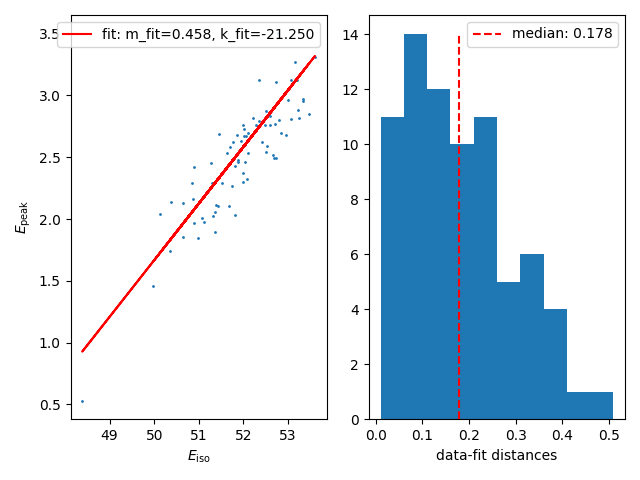 fit: m_fit=0.458, k_fit=-21.250
3.5
3.0
2.5
2.0
1.5
1.0
0.5
E_peak
49 50 51 52 53
E_iso
median: 0.178
14
12
10
8
6
4
2
0
0.0 0.1 0.2 0.3 0.4 0.5
data-fit distances